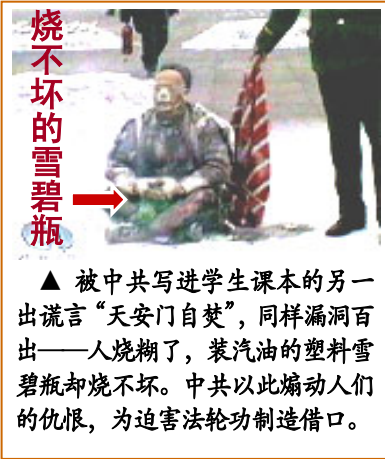 烧不坏的雪碧瓶
▲ 被中共写进学生课本的另一
出谎言“天安门自焚”，同样漏洞百
出——人烧糊了，装汽油的塑料雪
碧瓶却烧不坏。中共以此煽动人们
的仇恨，为迫害法轮功制造借口。